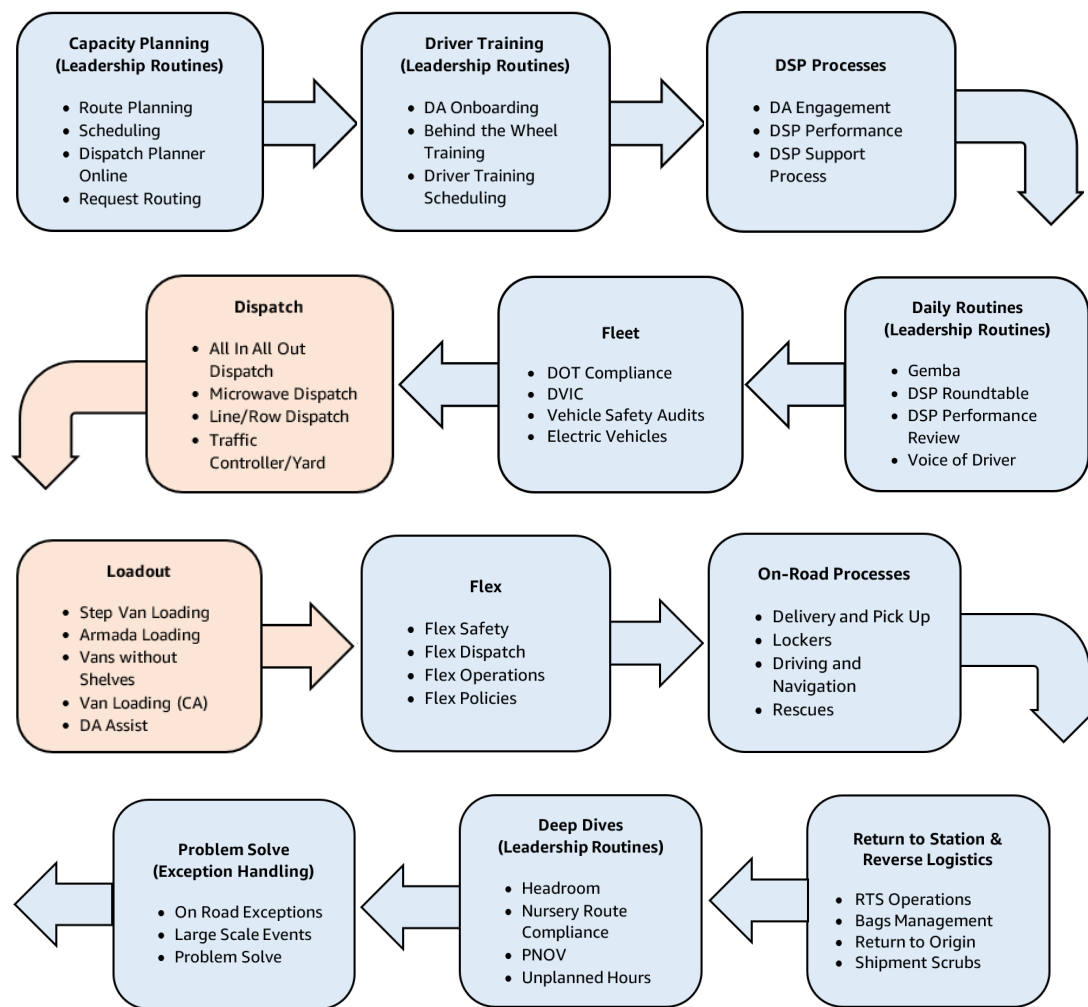 Capacity Planning
(Leadership Routines)
• Route Planning
• Scheduling
• Dispatch Planner
Online
• Request Routing
Driver Training
(Leadership Routines)
• DA Onboarding
• Behind the Wheel
Training
• Driver Training
Scheduling
DSP Processes
• DA Engagement
• DSP Performance
• DSP Support
Process
Daily Routines
(Leadership Routines)
• Gemba
• DSP Roundtable
• DSP Performance
Review
• Voice of Driver
Fleet
• DOT Compliance
• DVIC
• Vehicle Safety Audits
• Electric Vehicles
Dispatch
• All In All Out
Dispatch
• Microwave Dispatch
• Line/Row Dispatch
• Traffic
Controller/Yard
Loadout
• Step Van Loading
• Armada Loading
• Vans without
Shelves
• Van Loading (CA)
• DA Assist
Flex
• Flex Safety
• Flex Dispatch
• Flex Operations
• Flex Policies
On-Road Processes
• Delivery and Pick Up
• Lockers
• Driving and
Navigation
• Rescues
Return to Station &
Reverse Logistics
• RTS Operations
• Bags Management
• Return to Origin
• Shipment Scrubs
Deep Dives
(Leadership Routines)
• Headroom
• Nursery Route
Compliance
• PNOV
• Unplanned Hours
Problem Solve
(Exception Handling)
• On Road Exceptions
• Large Scale Events
• Problem Solve